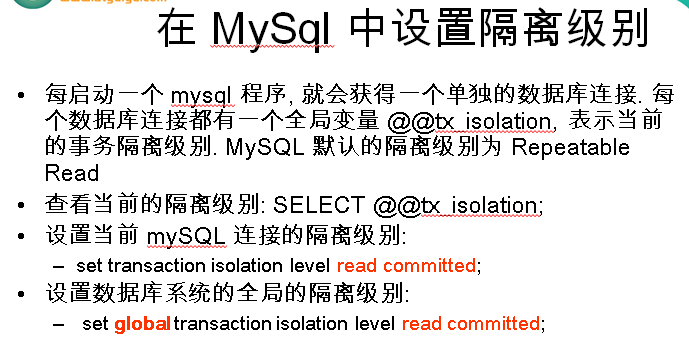 在 MySql 中设置隔离级别
• 每启动一个 mysql 程序, 就会获得一个单独的数据库连接. 每
个数据库连接都有一个全局变量 @@tx_isolation, 表示当前
的事务隔离级别. MySQL 默认的隔离级别为 Repeatable
Read
• 查看当前的隔离级别: SELECT @@tx_isolation;
• 设置当前 mySQL 连接的隔离级别:
– set transaction isolation level read committed;
• 设置数据库系统的全局的隔离级别:
– set global transaction isolation level read committed;